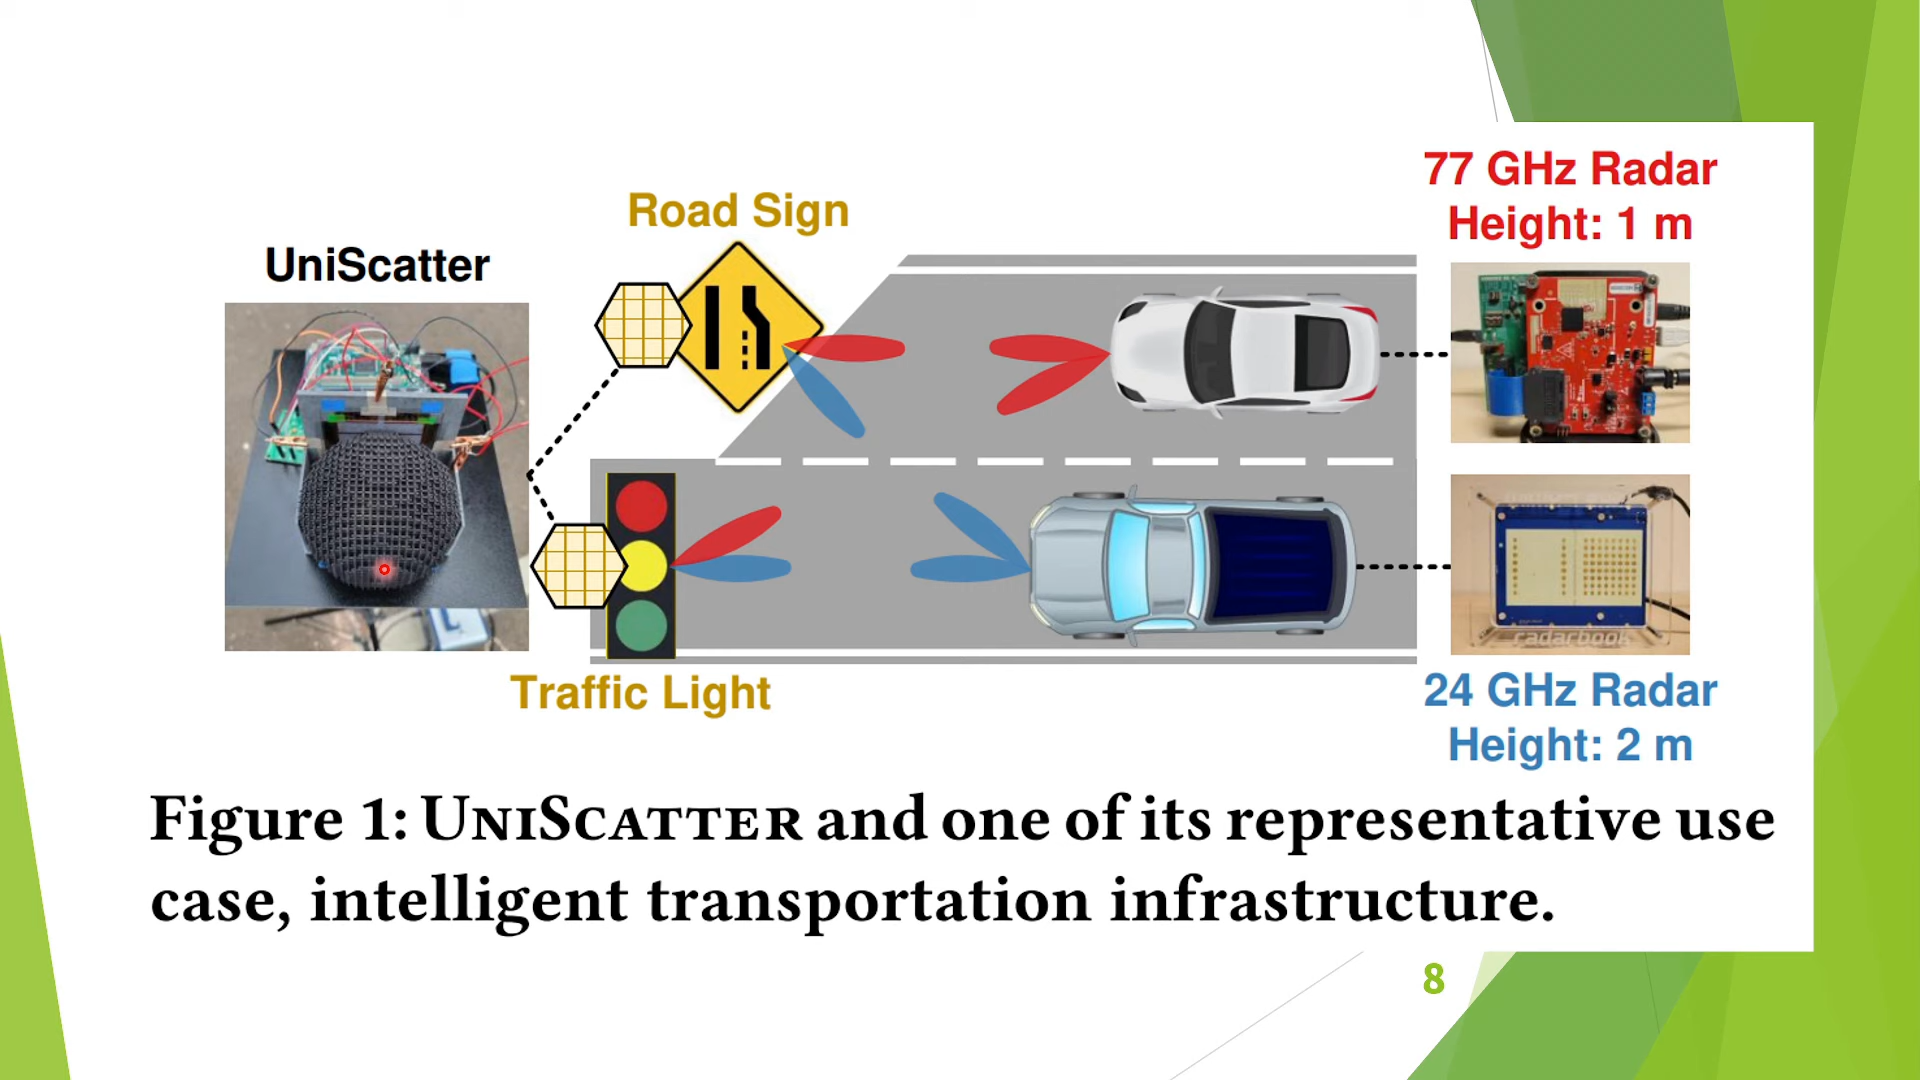 77 GHz Radar
Height: 1 m
Road Sign
UniScatter
radarbook
Traffic Light
24 GHz Radar
Height: 2 m
Figure 1: UNISCATTER and one of its representative use
case, intelligent transportation infrastructure.
8